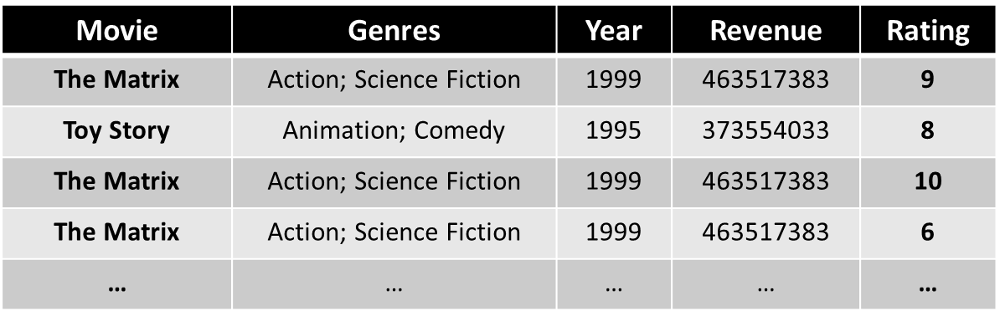 Movie Genres Year Revenue Rating
The Matrix Action; Science Fiction 1999 463517383 9
Toy Story Animation; Comedy 1995 373554033 8
The Matrix Action; Science Fiction 1999 463517383 10
The Matrix Action; Science Fiction 1999 463517383 6
... ... ... ... ...